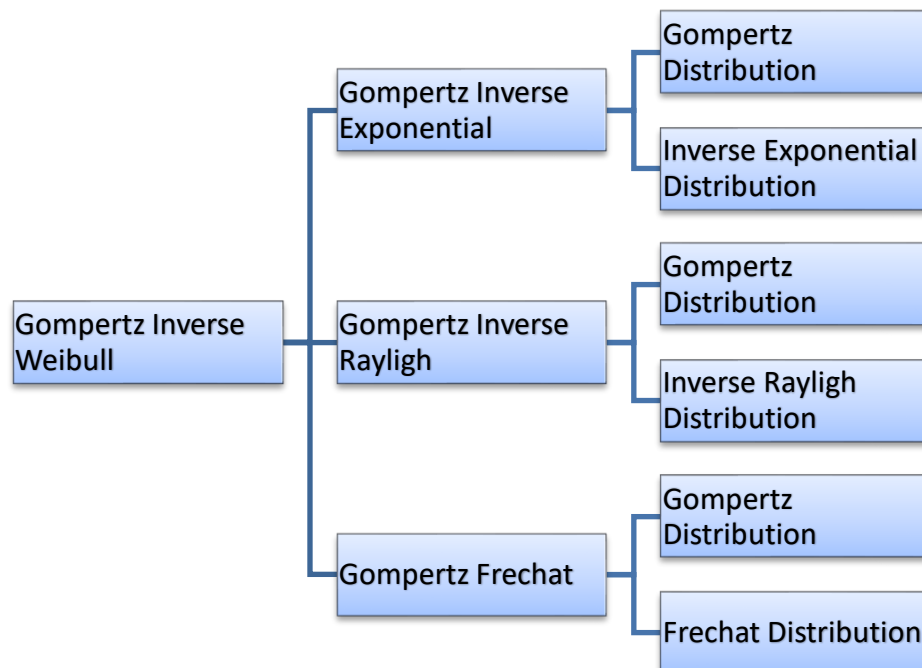 Gompertz Inverse
Weibull
Gompertz Inverse
Exponential
Gompertz
Distribution
Inverse Exponential
Distribution
Gompertz Inverse
Rayligh
Gompertz
Distribution
Inverse Rayligh
Distribution
Gompertz Frechat
Gompertz
Distribution
Frechat Distribution